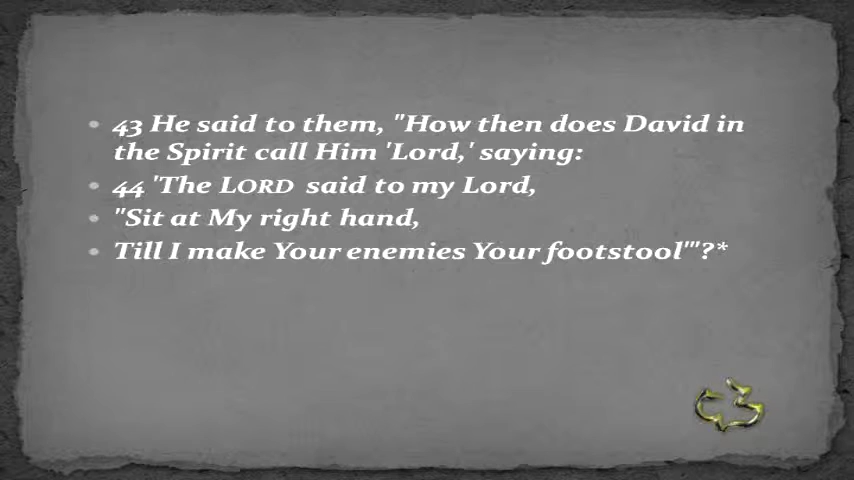 • 43 He said to them, "How then does David in
the Spirit call Him 'Lord,' saying:
• 44 'The LORD said to my Lord,
• "Sit at My right hand,
• Till I make Your enemies Your footstool"'?*
C3